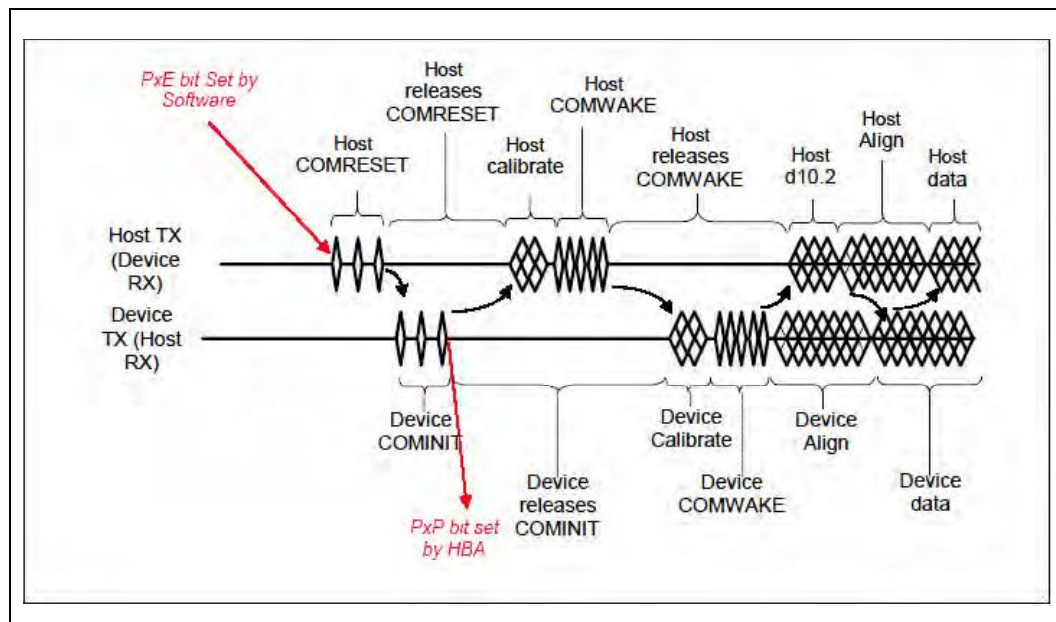 PxE bit Set by
Software
Host
COMRESET
Host
releases
COMRESET
Host
calibrate
Host
COMWAKE
Host
releases
COMWAKE
Host
d10.2
Host
Align
Host
data
Host TX
(Device
RX)
Device
TX (Host
RX)
Device
COMINIT
PxP bit set
by HBA
Device
releases
COMINIT
Device
Calibrate
Device
COMWAKE
Device
Align
Device
data